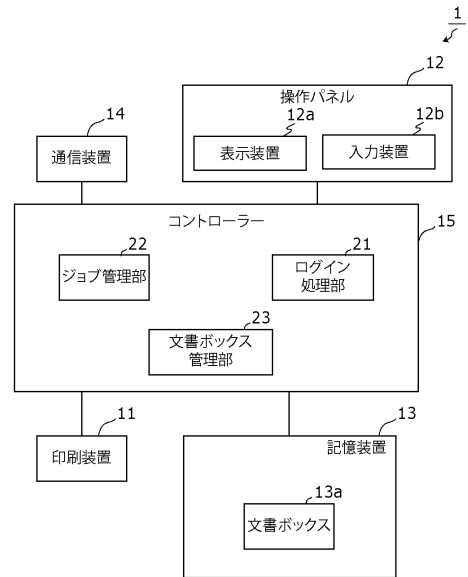 1
12
操作パネル
12a
12b
表示装置
入力装置
14
通信装置
15
コントローラー
22
ジョブ管理部
21
ログイン
処理部
23
文書ボックス
管理部
11
印刷装置
13
記憶装置
13a
文書ボックス